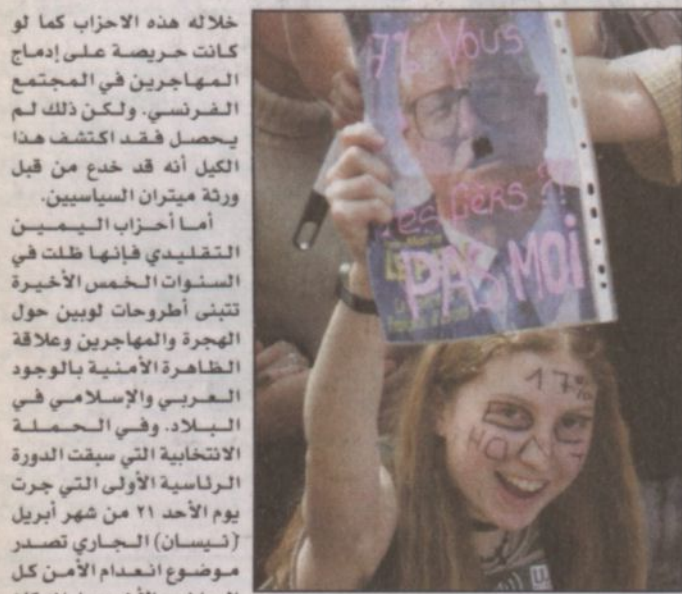 خلاله هذه الاحزاب كما لو
كانت حريصة على إدماج
المهاجرين في المجتمع
الفرنسي. ولكن ذلك لم
يحصل فقد اكتشف هذا
الكيل أنه قد خدع من قبل
ورثة ميتران السياسيين.
أما أحزاب اليمين
التقليدي فإنها ظلت في
السنوات الخمس الأخيرة
تتبنى أطروحات لوبين حول
الهجرة والمهاجرين وعلاقة
الظاهرة الأمنية بالوجود
العربي والإسلامي في
البلاد. وفي الحملة
الانتخابية التي سبقت الدورة
الرئاسية الأولى التي جرت
يوم الأحد ٢١ من شهر أبريل
(نيسان) الجاري تصدر
موضوع انعدام الأمن كل
17% Vous
êtes fiers ?!
PAS MOI
17%